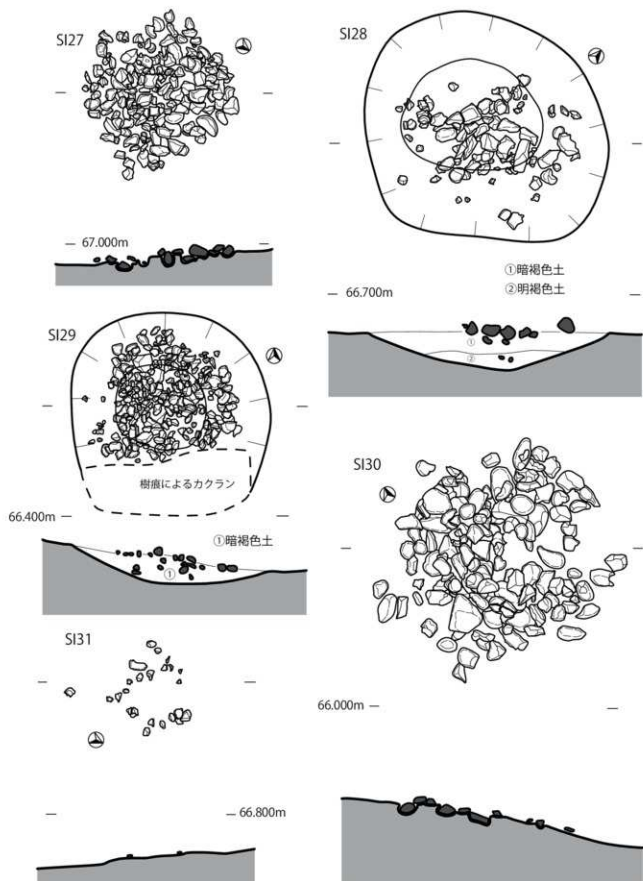 SI27
67.000m
SI28
①暗褐色土
②明褐色土
66.700m
①
②
SI29
樹痕によるカクラン
66.400m
①暗褐色土
①
SI30
66.000m
SI31
66.800m